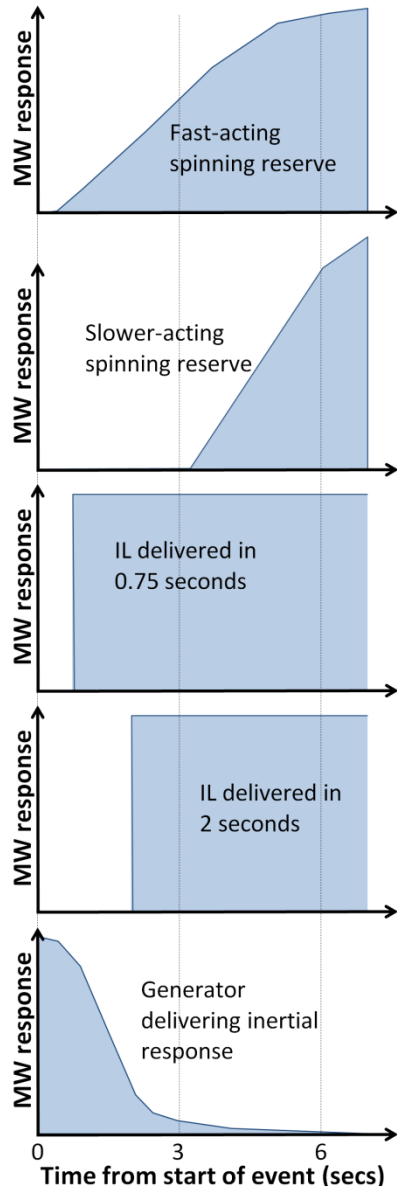 MW response
Fast-acting
spinning reserve
MW response
Slower-acting
spinning reserve
MW response
IL delivered in
0.75 seconds
MW response
IL delivered in
2 seconds
MW response
Generator
delivering inertial
response
0 3 6
Time from start of event (secs)